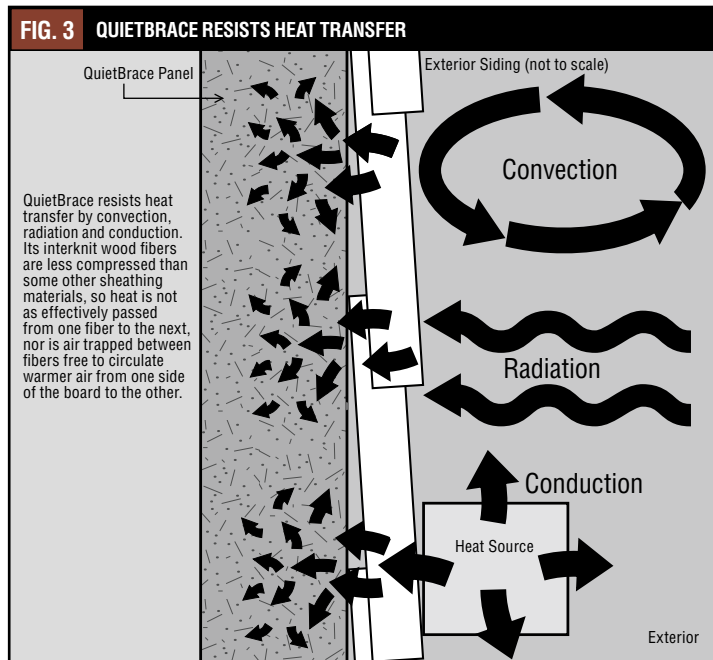 FIG. 3 QUIETBRACE RESISTS HEAT TRANSFER
QuietBrace Panel
Exterior Siding (not to scale)
Convection
QuietBrace resists heat
transfer by convection,
radiation and conduction.
Its interknit wood fibers
are less compressed than
some other sheathing
materials, so heat is not
as effectively passed
from one fiber to the next,
nor is air trapped between
fibers free to circulate
warmer air from one side
of the board to the other.
Radiation
Conduction
Heat Source
Exterior